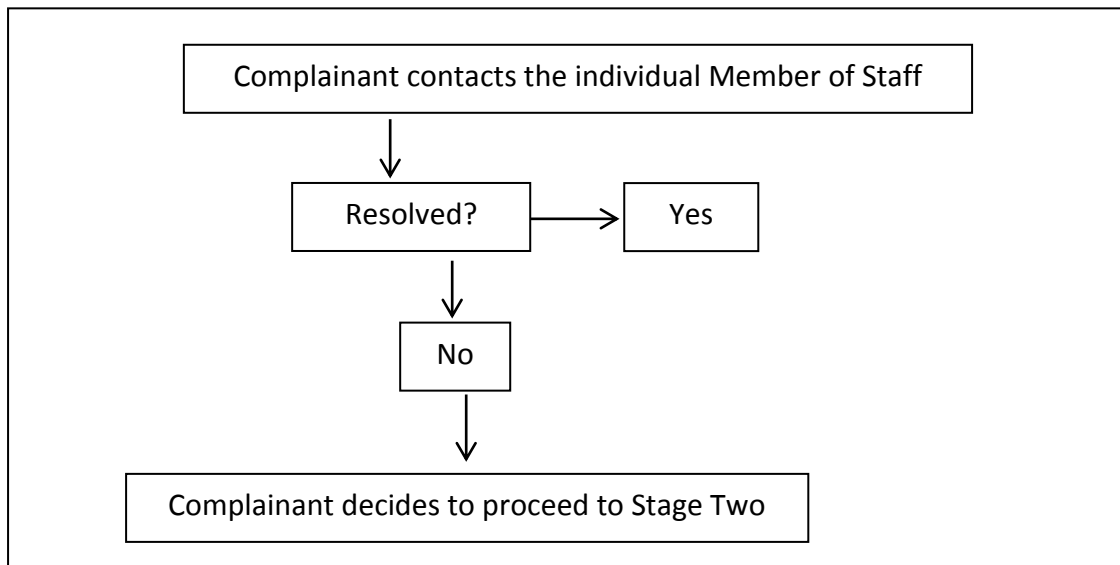 Complainant contacts the individual Member of Staff
Resolved?
Yes
No
Complainant decides to proceed to Stage Two